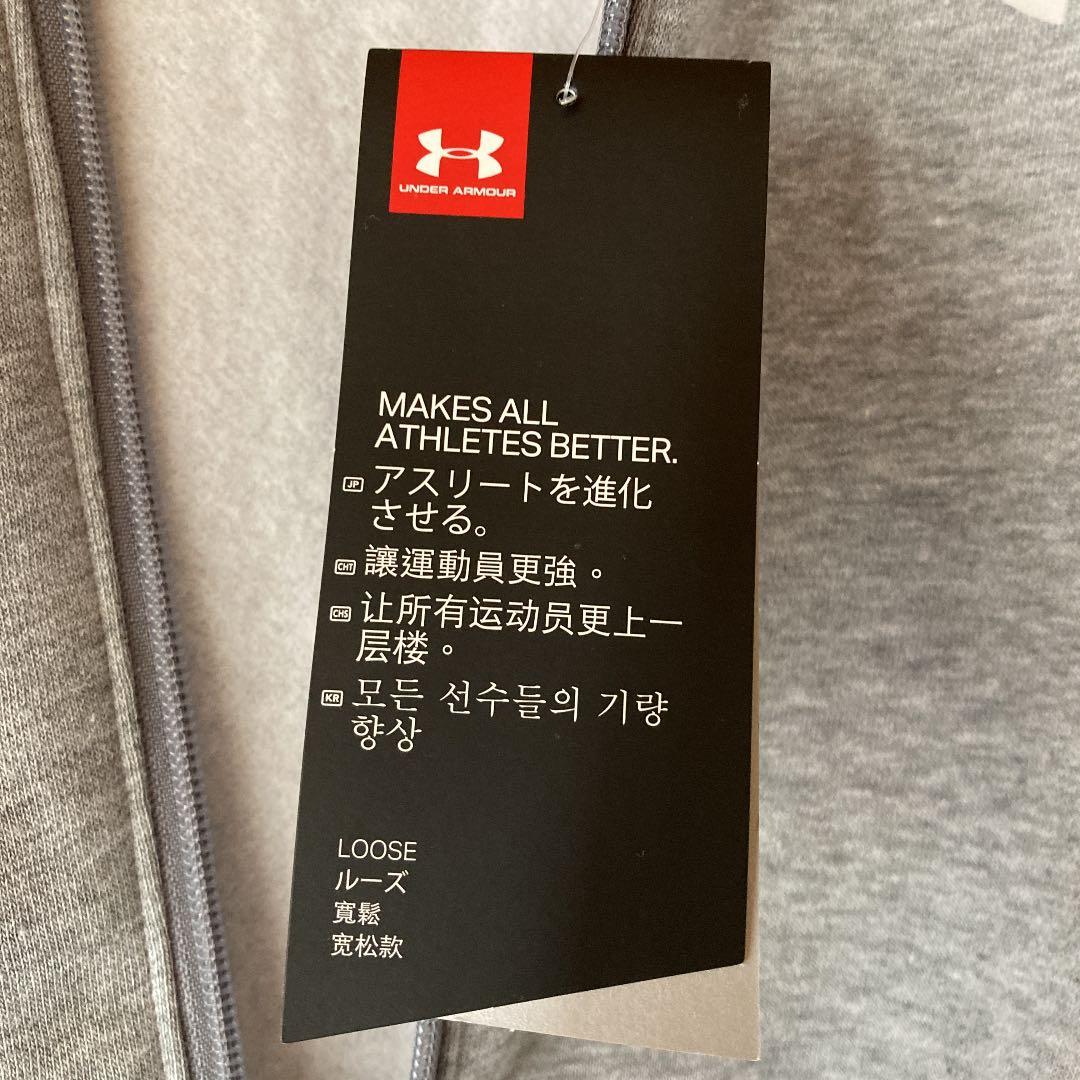 UNDER ARMOUR
MAKES ALL
ATHLETES BETTER.
JP アスリートを進化
させる。
CHT 讓運動員更強。
CHS 让所有运动员更上一
层楼。
KR 모든 선수들의 기량
향상
LOOSE
ルーズ
寬鬆
宽松款